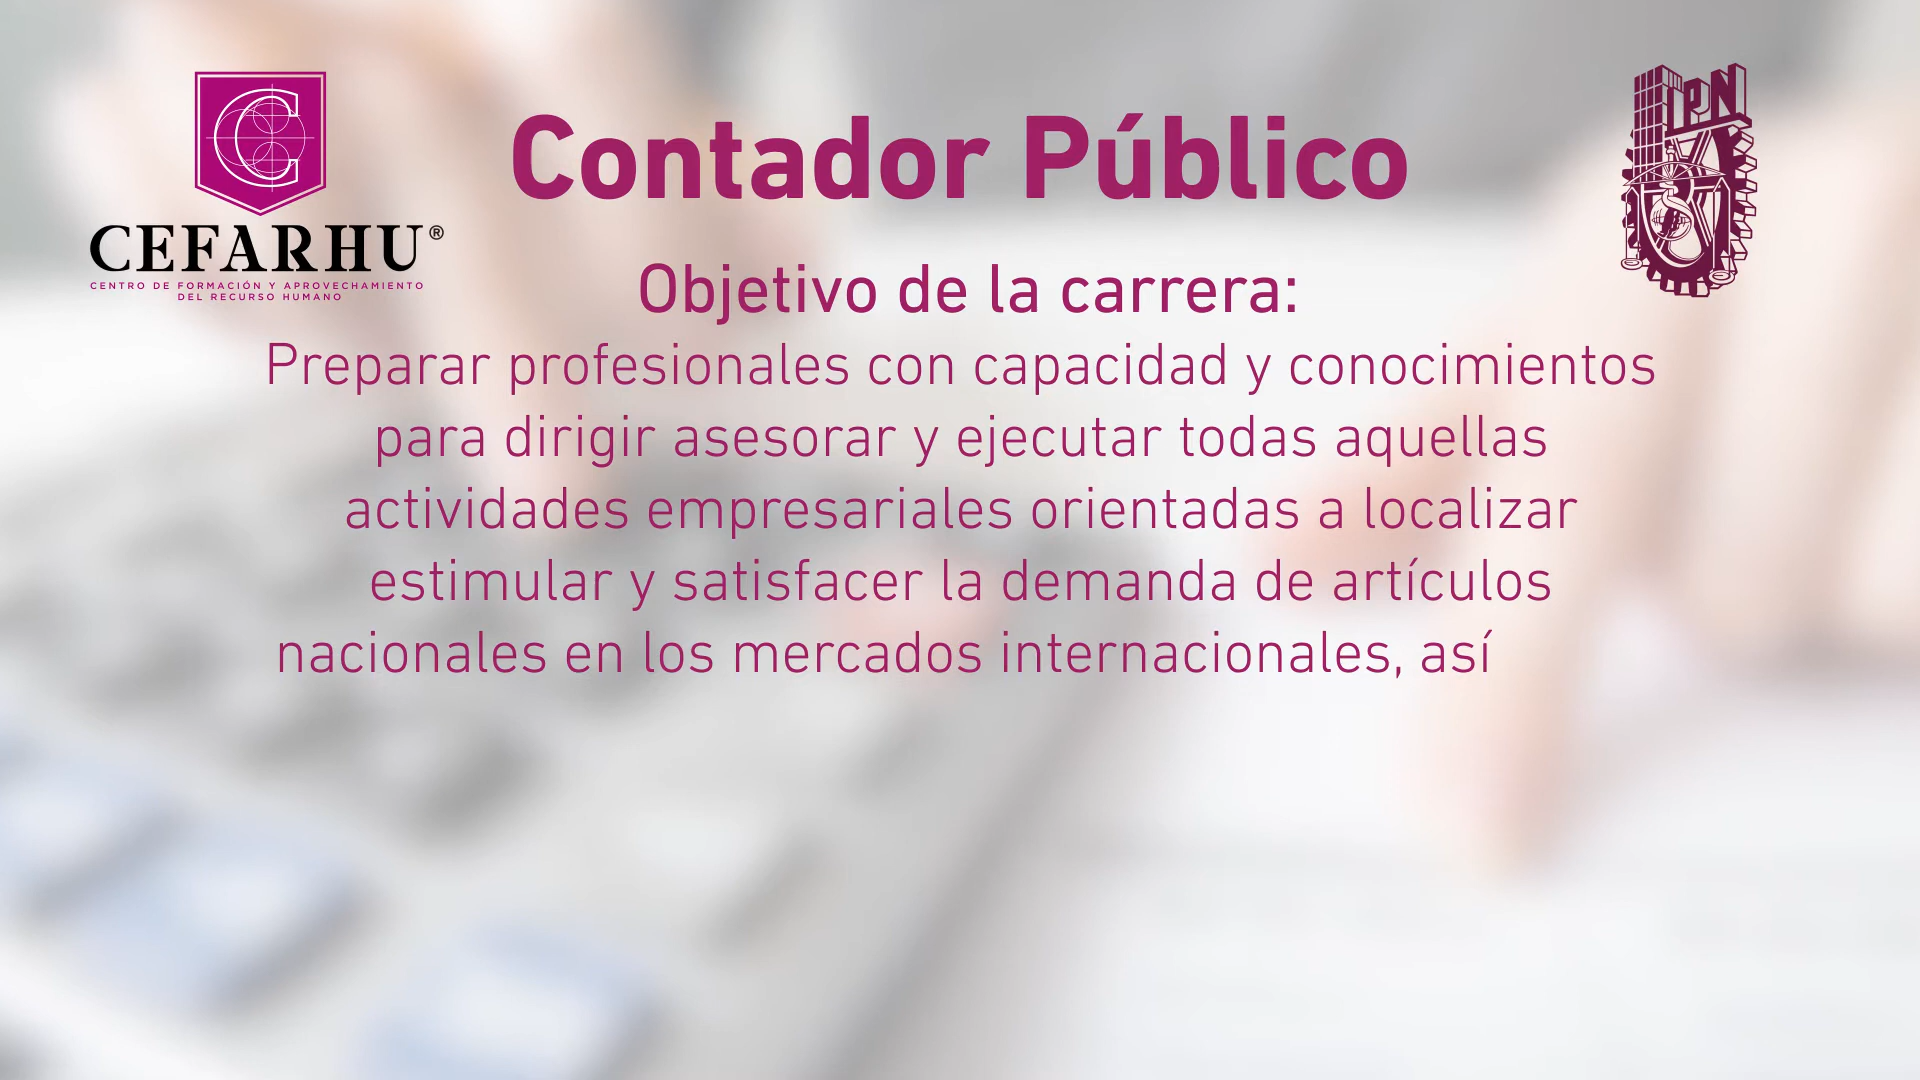 CEFARHU®
CENTRO DE FORMACIÓN Y APROVECHAMIENTO
DEL RECURSO HUMANO
Contador Público
IPN
Objetivo de la carrera:
Preparar profesionales con capacidad y conocimientos
para dirigir asesorar y ejecutar todas aquellas
actividades empresariales orientadas a localizar
estimular y satisfacer la demanda de artículos
nacionales en los mercados internacionales, así